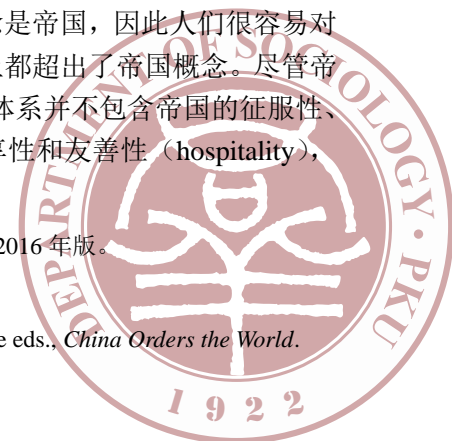 是帝国，因此人们很容易对
都超出了帝国概念。尽管帝
体系并不包含帝国的征服性、
享性和友善性（hospitality），
2016 年版。
e eds., China Orders the World.
DEPARTMENT OF SOCIOLOGY · PKU
1922